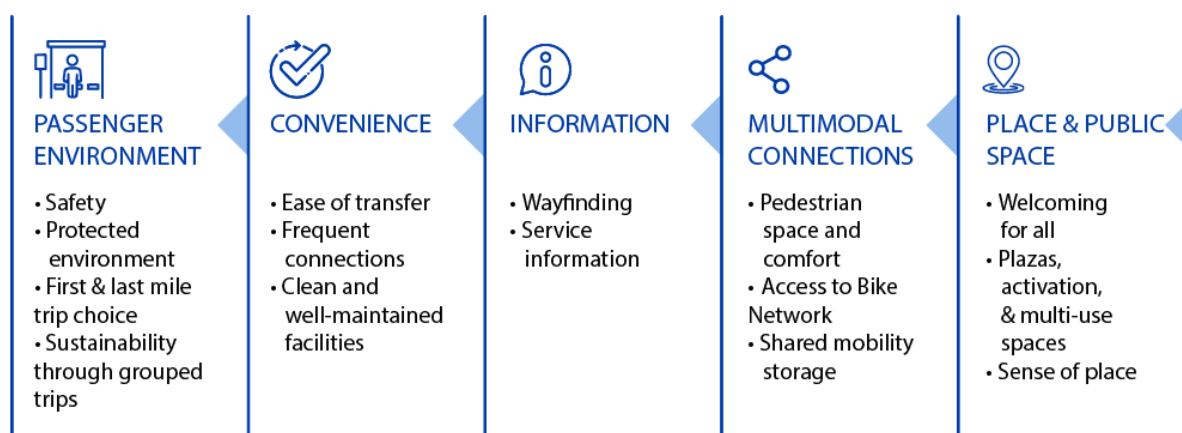 PASSENGER
ENVIRONMENT
• Safety
• Protected
environment
• First & last mile
trip choice
• Sustainability
through grouped
trips
CONVENIENCE
• Ease of transfer
• Frequent
connections
• Clean and
well-maintained
facilities
INFORMATION
• Wayfinding
• Service
information
MULTIMODAL
CONNECTIONS
• Pedestrian
space and
comfort
• Access to Bike
Network
• Shared mobility
storage
PLACE & PUBLIC
SPACE
• Welcoming
for all
• Plazas,
activation,
& multi-use
spaces
• Sense of place